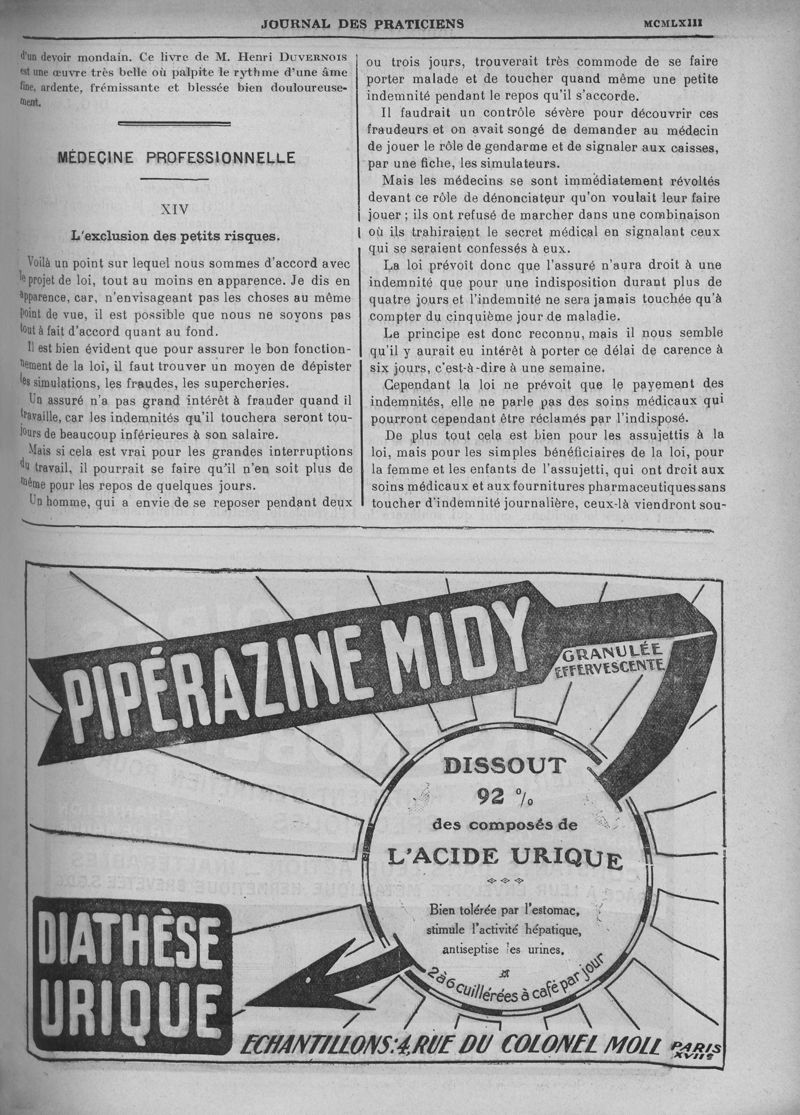 JOURNAL DES PRATICIENS
MCMLXIII
d'un devoir mondain. Ce livre de M. Henri DUVERNOIS
est une œuvre très belle où palpite le rythme d'une âme
fine, ardente, frémissante et blessée bien douloureuse-
ment.
MÉDECINE PROFESSIONNELLE
XIV
L'exclusion des petits risques.
Voilà un point sur lequel nous sommes d'accord avec
le projet de loi, tout au moins en apparence. Je dis en
apparence, car, n'envisageant pas les choses au même
point de vue, il est possible que nous ne soyons pas
tout à fait d'accord quant au fond.
Il est bien évident que pour assurer le bon fonction-
nement de la loi, il faut trouver un moyen de dépister
les simulations, les fraudes, les supercheries.
Un assuré n'a pas grand intérêt à frauder quand il
travaille, car les indemnités qu'il touchera seront tou-
jours de beaucoup inférieures à son salaire.
Mais si cela est vrai pour les grandes interruptions
du travail, il pourrait se faire qu'il n'en soit plus de
même pour les repos de quelques jours.
Un homme, qui a envie de se reposer pendant deux
ou trois jours, trouverait très commode de se faire
porter malade et de toucher quand même une petite
indemnité pendant le repos qu'il s'accorde.
Il faudrait un contrôle sévère pour découvrir ces
fraudeurs et on avait songé de demander au médecin
de jouer le rôle de gendarme et de signaler aux caisses,
par une fiche, les simulateurs.
Mais les médecins se sont immédiatement révoltés
devant ce rôle de dénonciateur qu'on voulait leur faire
jouer ; ils ont refusé de marcher dans une combinaison
où ils trahiraient le secret médical en signalant ceux
qui se seraient confessés à eux.
La loi prévoit donc que l'assuré n'aura droit à une
indemnité que pour une indisposition durant plus de
quatre jours et l'indemnité ne sera jamais touchée qu'à
compter du cinquième jour de maladie.
Le principe est donc reconnu, mais il nous semble
qu'il y aurait eu intérêt à porter ce délai de carence à
six jours, c'est-à-dire à une semaine.
Cependant la loi ne prévoit que le payement des
indemnités, elle ne parle pas des soins médicaux qui
pourront cependant être réclamés par l'indisposé.
De plus tout cela est bien pour les assujettis à la
loi, mais pour les simples bénéficiaires de la loi, pour
la femme et les enfants de l'assujetti, qui ont droit aux
soins médicaux et aux fournitures pharmaceutiques sans
toucher d'indemnité journalière, ceux-là viendront sou-
PIPÉRAZINE MIDY
GRANULÉE
EFFERVESCENTE
DISSOUT
92 %
des composés de
L'ACIDE URIQUE
Bien tolérée par l'estomac,
stimule l'activité hépatique,
antiseptise les urines.
2 à 6 cuillérées à café par jour
DIATHÈSE
URIQUE
ECHANTILLONS: 4, RUE DU COLONEL MOLL PARIS
XVIIe